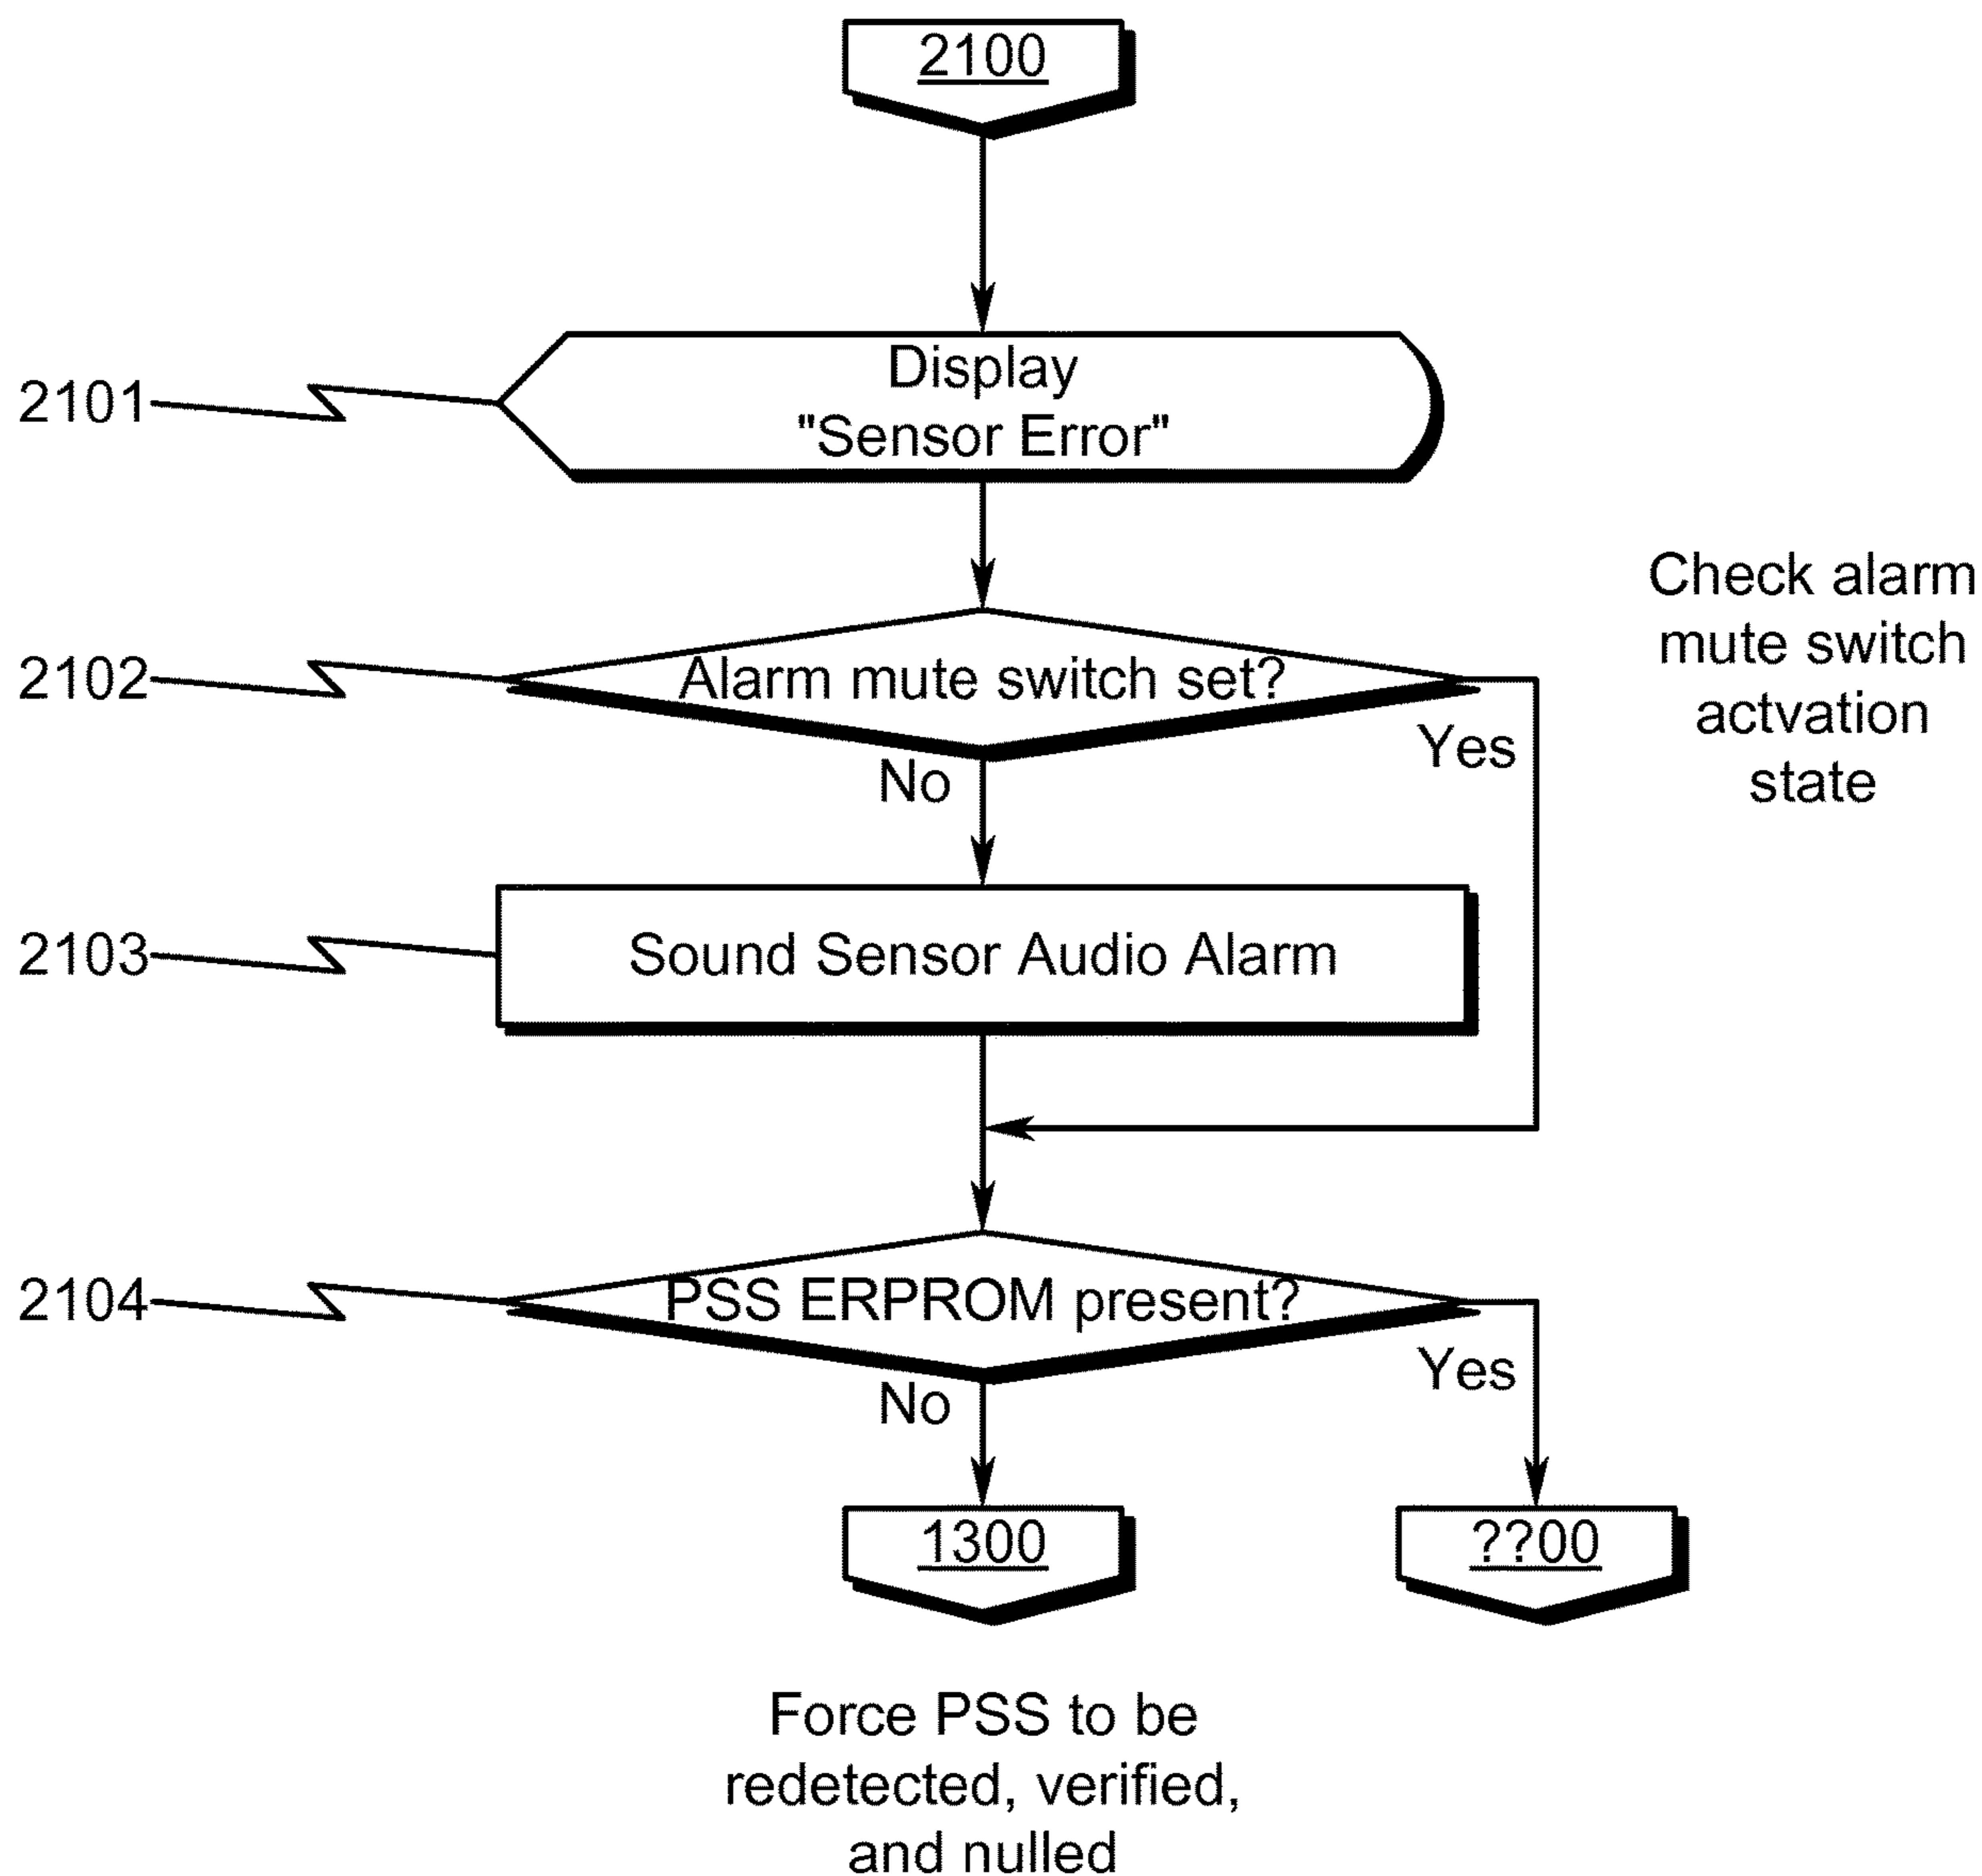 2100
2101
Display
"Sensor Error"
Check alarm
mute switch
actvation
state
2102
Alarm mute switch set?
Yes
No
2103
Sound Sensor Audio Alarm
2104
PSS ERPROM present?
Yes
No
1300
??00
Force PSS to be
redetected, verified,
and nulled